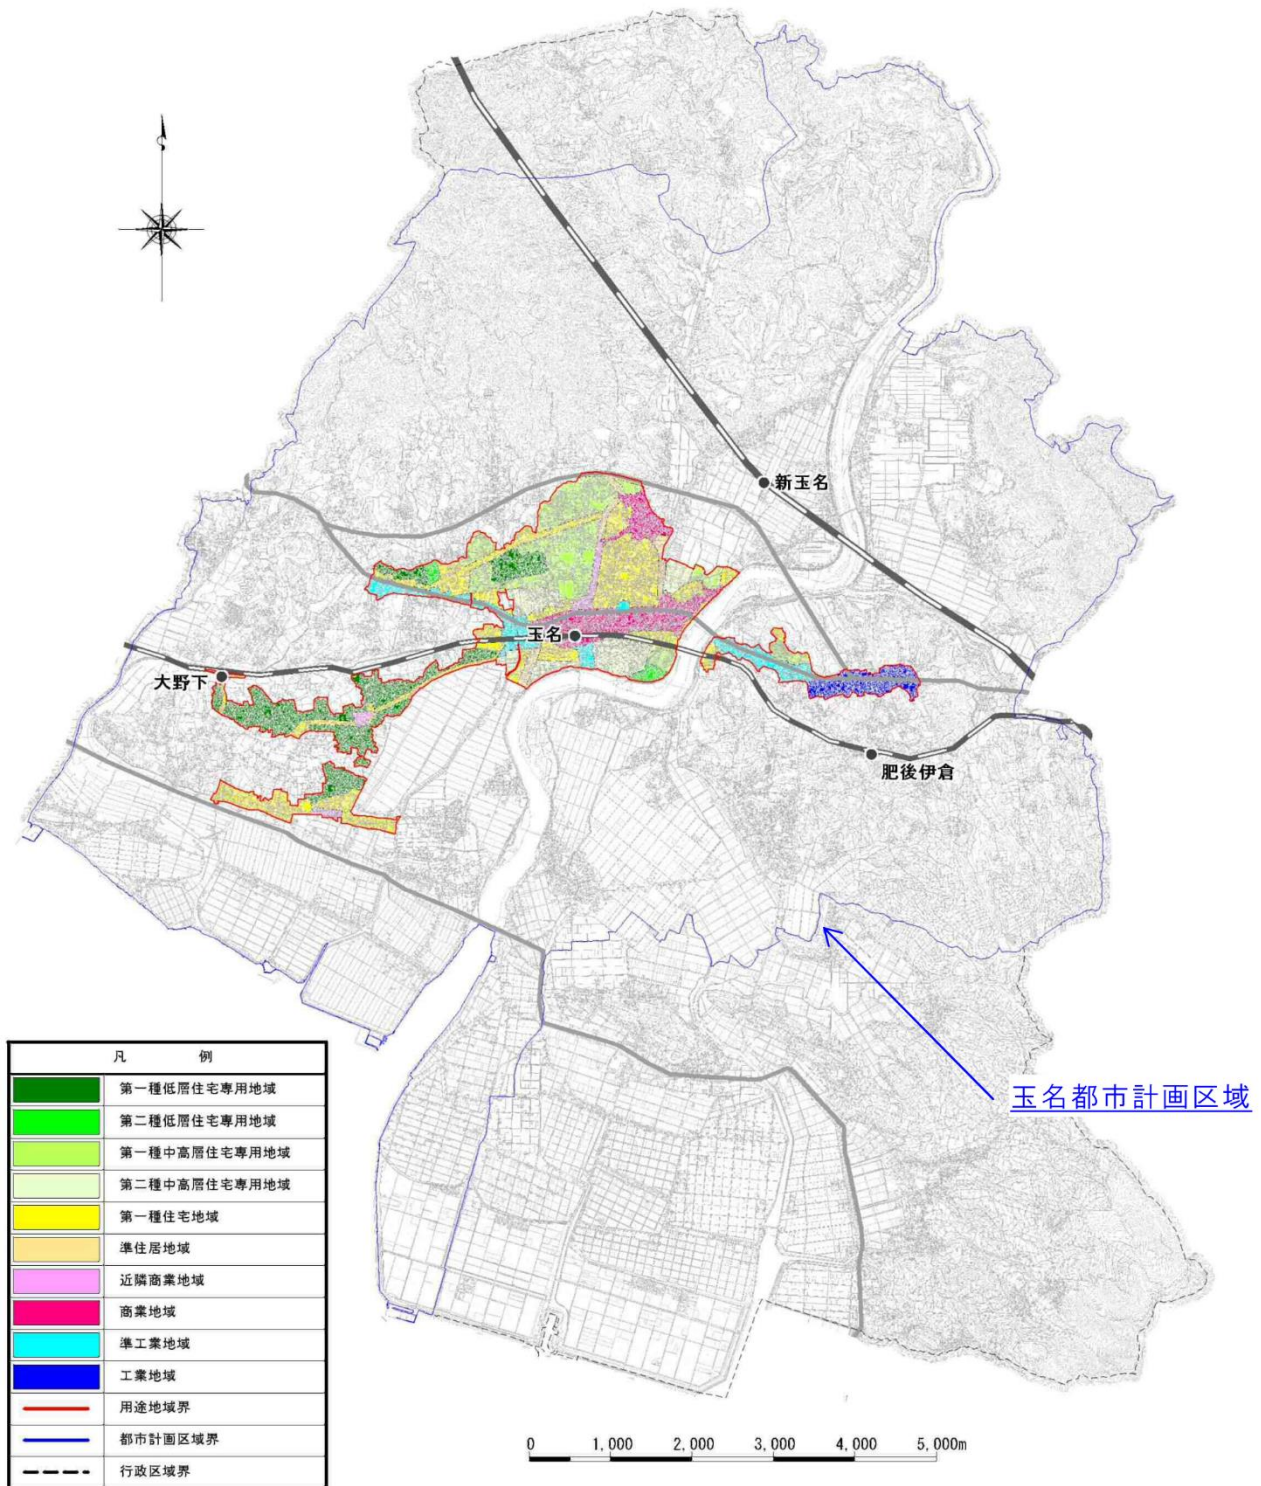 新玉名
玉名
大野下
肥後伊倉
玉名都市計画区域
凡 例
第一種低層住宅専用地域
第二種低層住宅専用地域
第一種中高層住宅専用地域
第二種中高層住宅専用地域
第一種住宅地域
準住居地域
近隣商業地域
商業地域
準工業地域
工業地域
用途地域界
都市計画区域界
行政区域界
0 1,000 2,000 3,000 4,000 5,000m